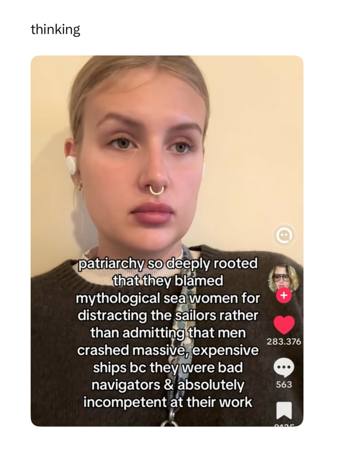 thinking
patriarchy so deeply rooted
that they blamed
mythological sea women for
distracting the sailors rather
than admitting that men
crashed massive, expensive
ships bc they were bad
navigators & absolutely
incompetent at their work
283.376
563